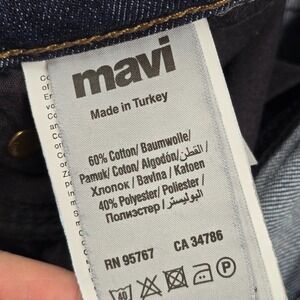 mavi
Made in Turkey
60% Cotton/ Baumwolle/
Pamuk/ Coton/ Algodón/ القطن/
Хлопок / Bavlna / Katoen
40% Polyester/ Poliester /
Полиэстер / البوليستر
RN 95767 CA 34786
40 P